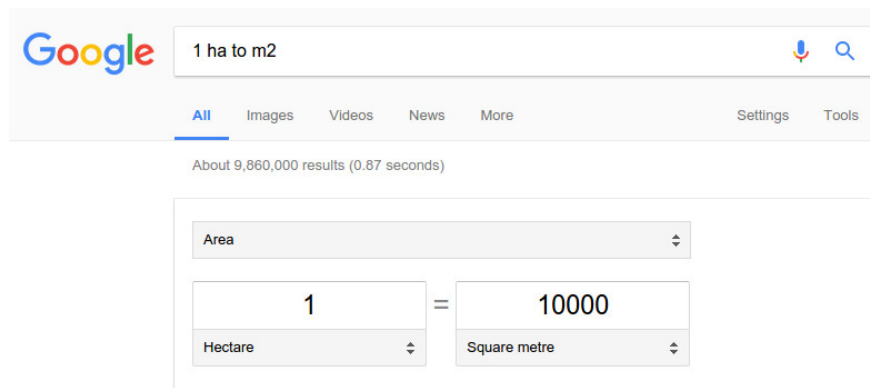 Google 1 ha to m2
All Images Videos News More Settings Tools
About 9,860,000 results (0.87 seconds)
Area
1 = 10000
Hectare Square metre